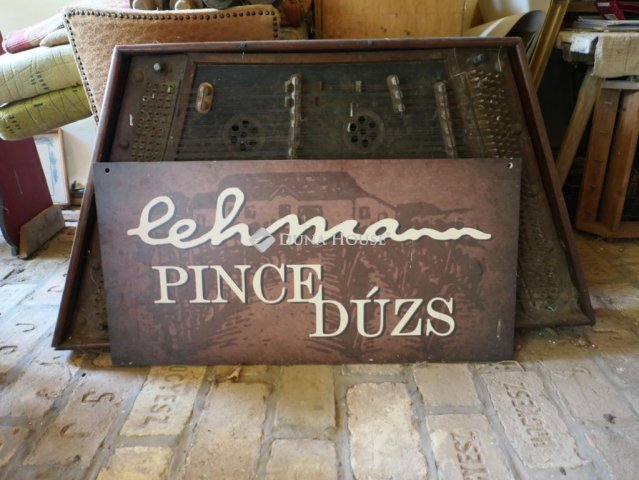 lehmann
DUNA HOUSE
PINCE
DÚZS